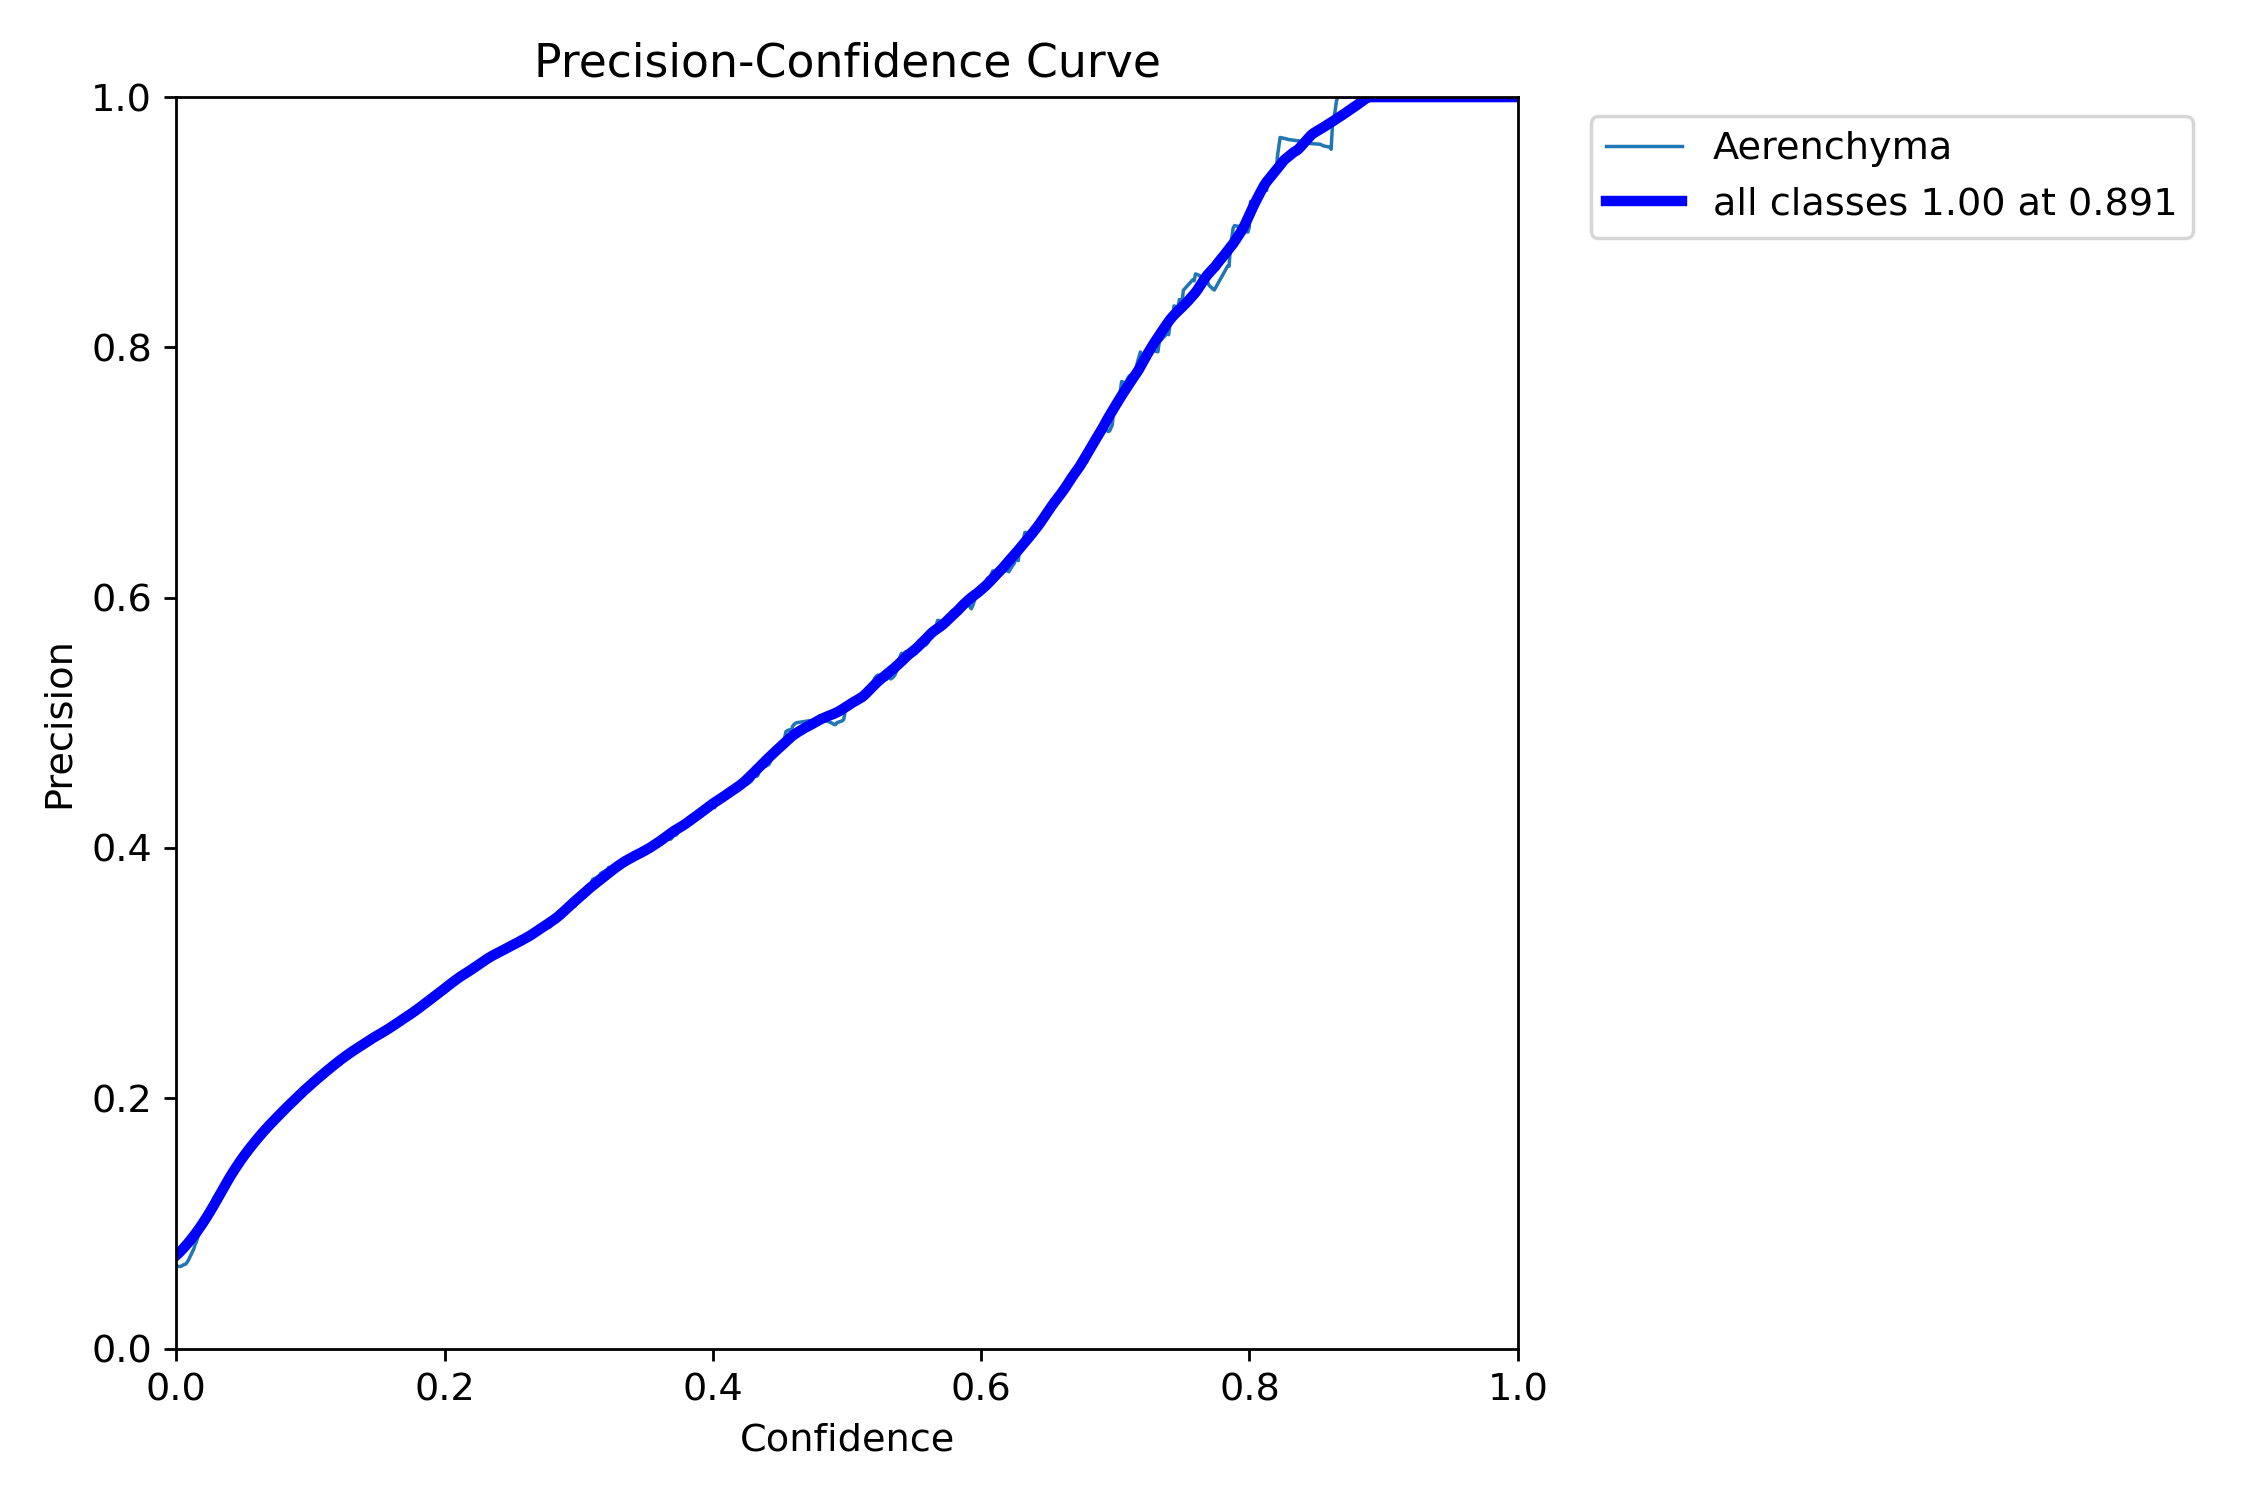 Precision-Confidence Curve
1.0
0.8
0.6
0.4
0.2
0.0
Precision
0.0 0.2 0.4 0.6 0.8 1.0
Confidence
Aerenchyma
all classes 1.00 at 0.891